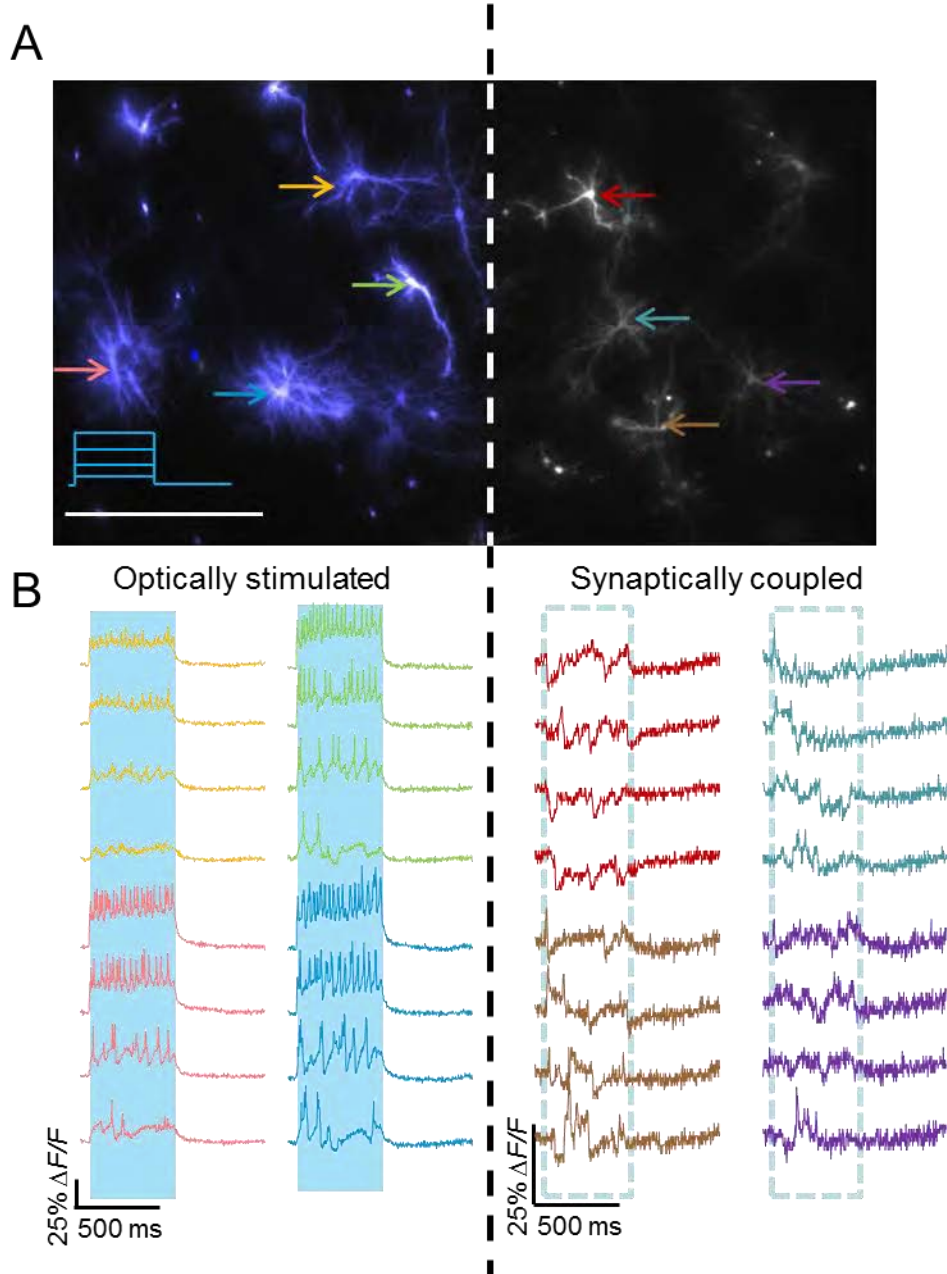 A
B
Optically stimulated
Synaptically coupled
25% ΔF/F
500 ms
25% ΔF/F
500 ms